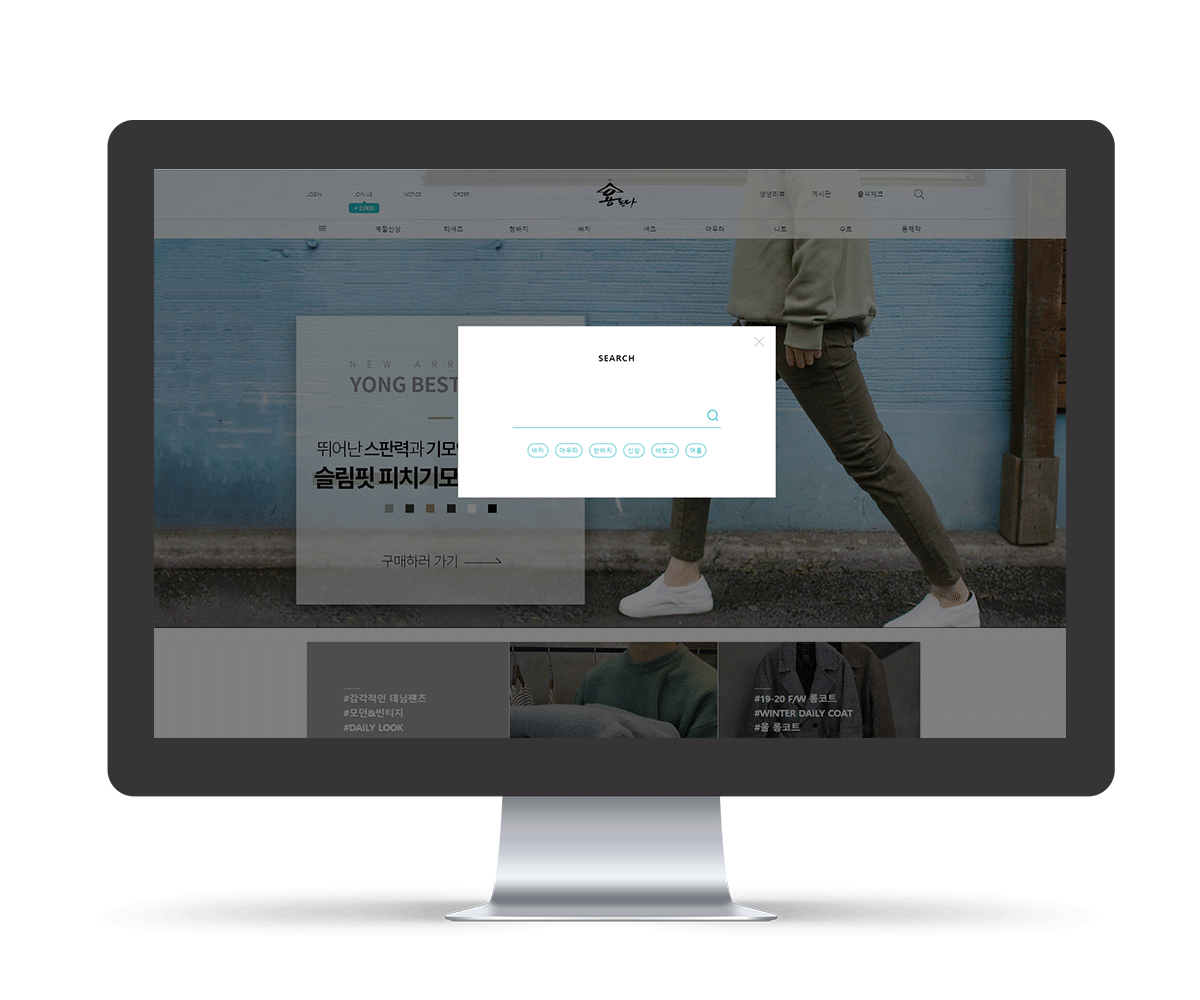 LOGIN JOIN US NOTICE ORDER
+ 2,000
용
생생리뷰 게시판 출석체크
계절신상 티셔츠 청바지 바지 셔츠 아우터 니트 수트 용제작
NEW ARR
YONG BEST
뛰어난 스판력과 기모
슬림핏 피치기모
구매하러 가기
SEARCH
바지 아우터 반바지 신상 바캉스 여름
#감각적인 데님팬츠
#모던&빈티지
#DAILY LOOK
#19-20 F/W 롱코트
#WINTER DAILY COAT
#울 롱코트